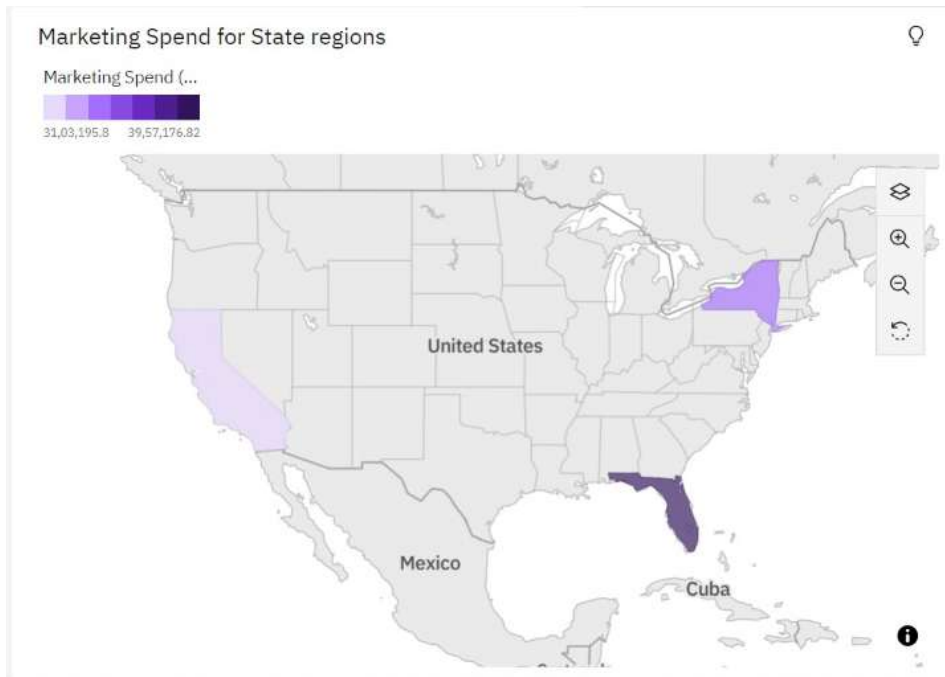 Marketing Spend for State regions
Marketing Spend (...
31,03,195.8 39,57,176.82
United States
Mexico
Cuba